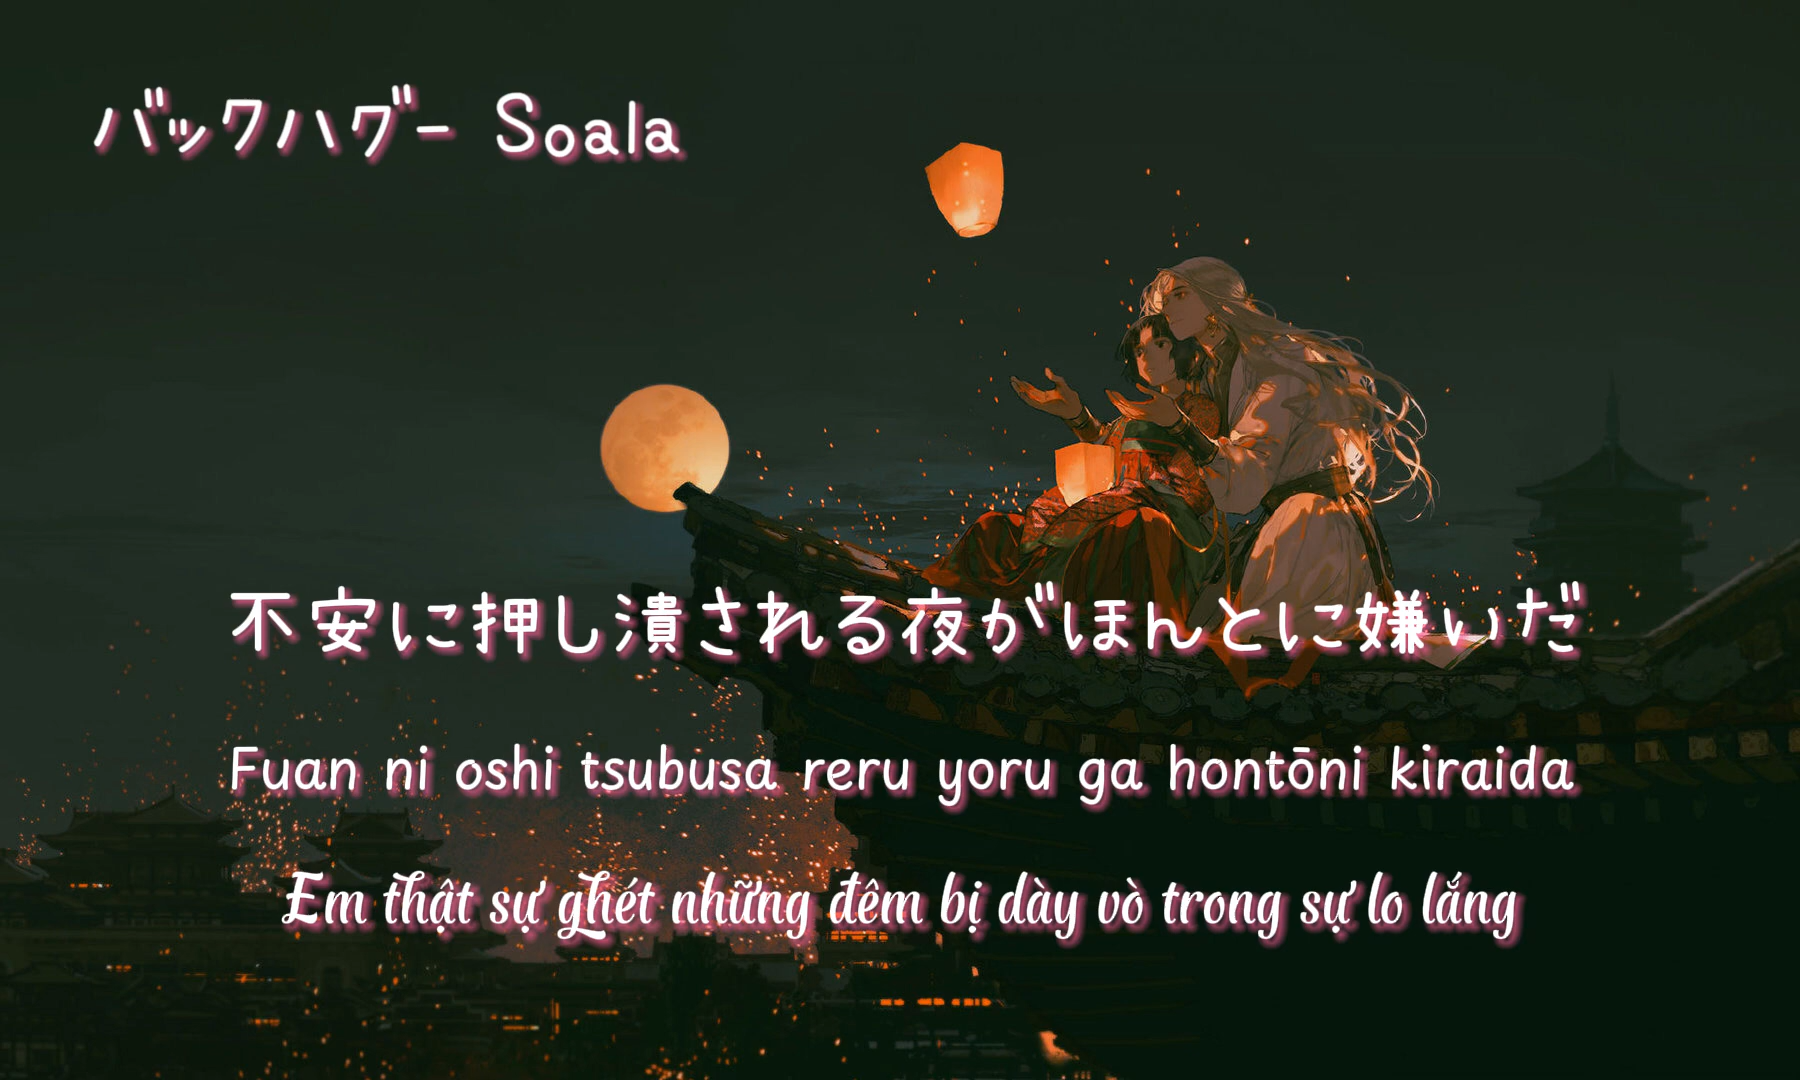 バックハグー Soala
不安に押し潰される夜がほんとに嫌いだ
Fuan ni oshi tsubusa reru yoru ga hontōni kiraida
Em thật sự ghét những đêm bị dày vò trong sự lo lắng